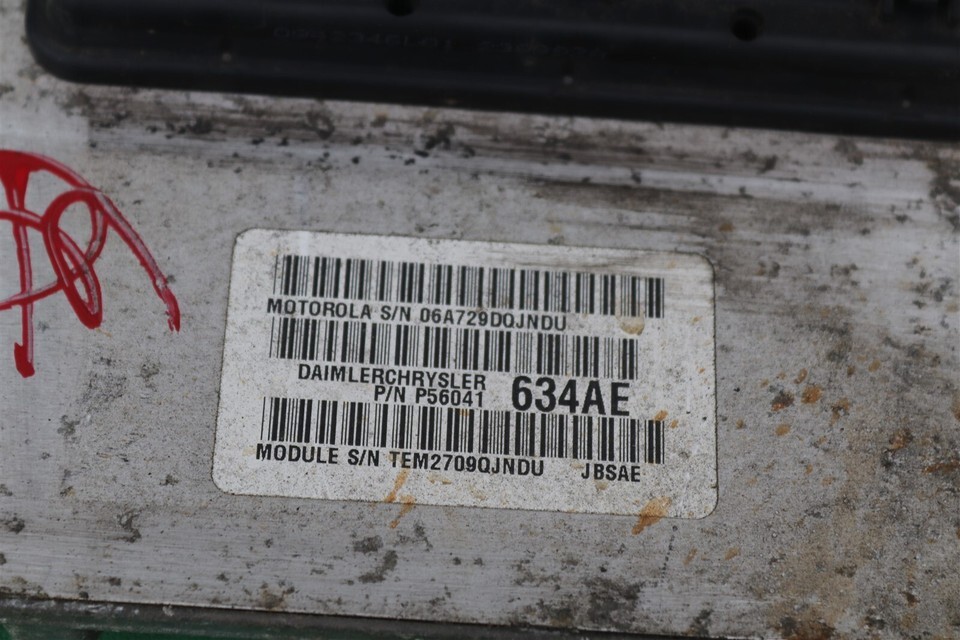 MOTOROLA S/N 06A729DQJNDU
DAIMLERCHRYSLER
P/N P56041 634AE
MODULE S/N TEM2709QJNDU JBSAE